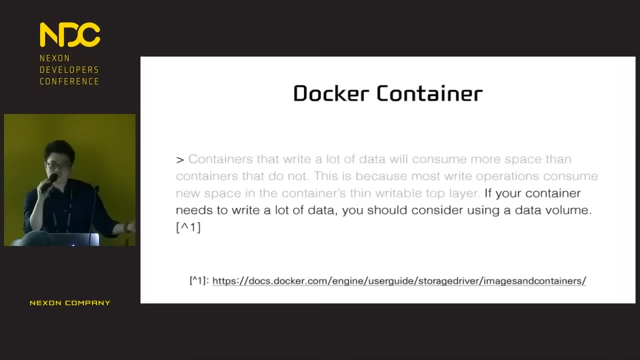 NDC
NEXON
DEVELOPERS
CONFERENCE
Docker Container
> Containers that write a lot of data will consume more space than
containers that do not. This is because most write operations consume
new space in the container's thin writable top layer. If your container
needs to write a lot of data, you should consider using a data volume.
[^1]
[^1]: https://docs.docker.com/engine/userguide/storagedriver/imagesandcontainers/
NEXON COMPANY